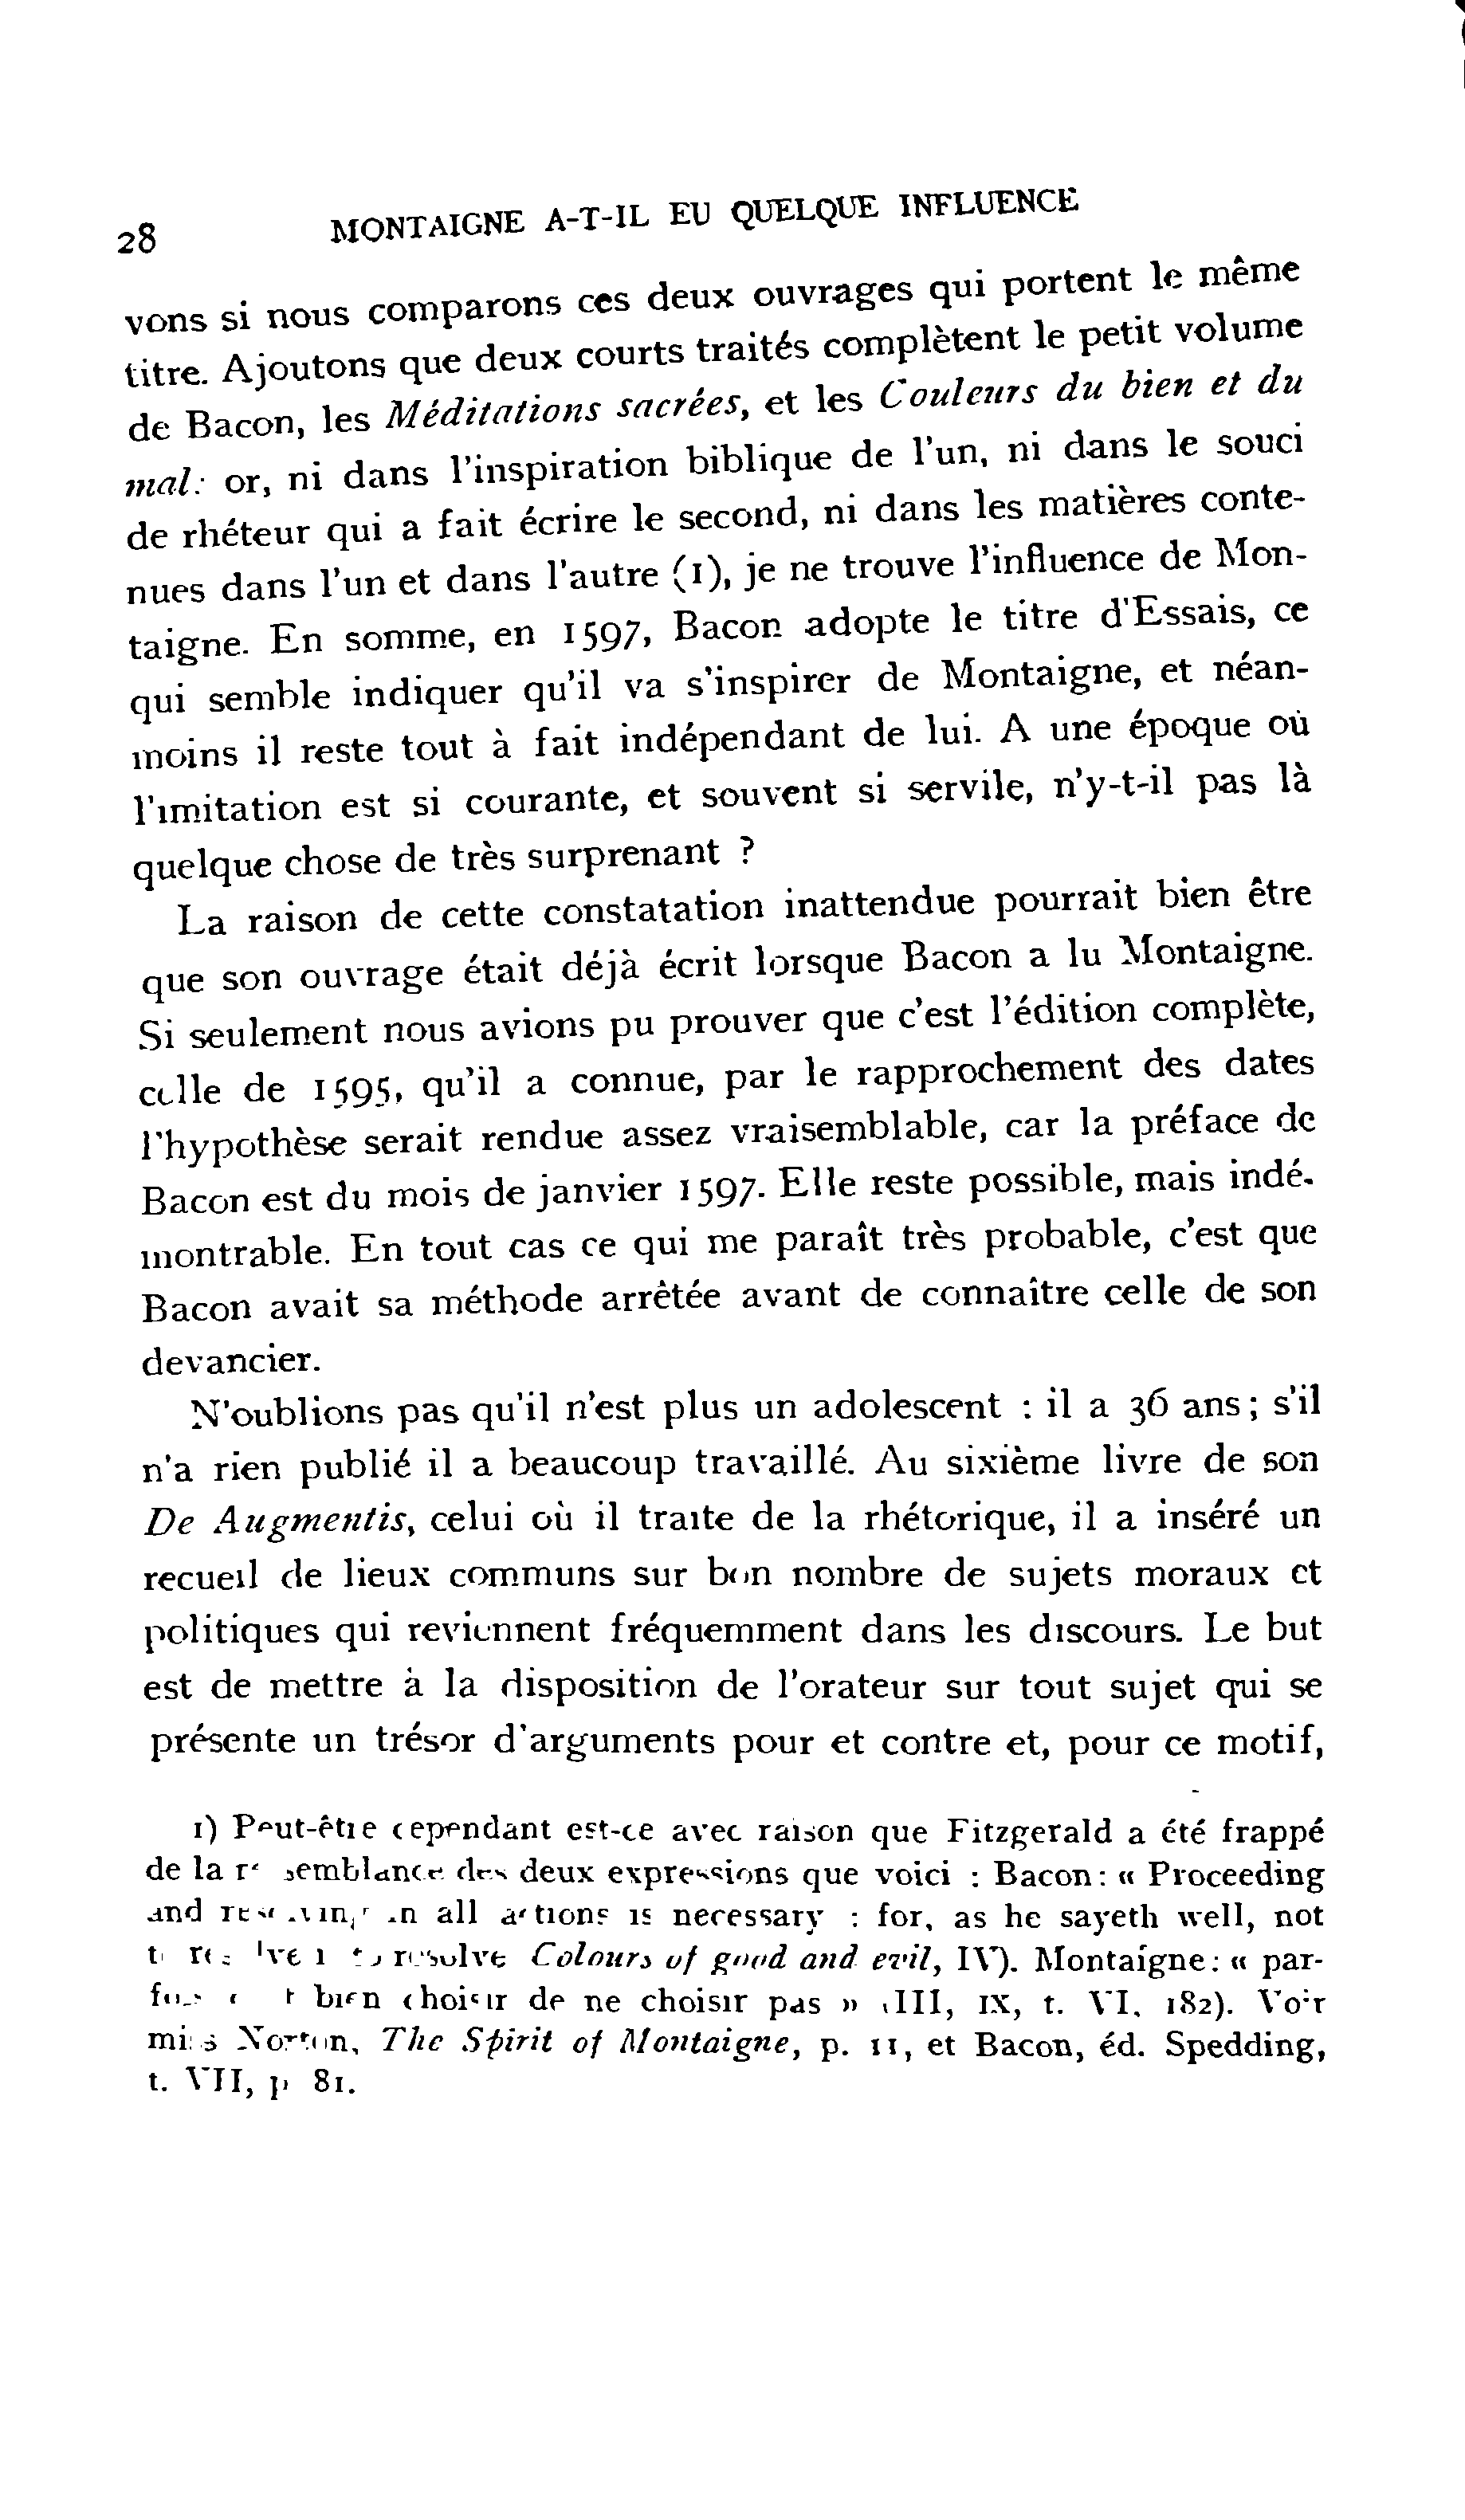 28 MONTAIGNE A-T-IL EU QUELQUE INFLUENCE
vons si nous comparons ces deux ouvrages qui portent le même
titre. Ajoutons que deux courts traités complètent le petit volume
de Bacon, les Méditations sacrées, et les Couleurs du bien et du
mal: or, ni dans l'inspiration biblique de l'un, ni dans le souci
de rhéteur qui a fait écrire le second, ni dans les matières conte-
nues dans l'un et dans l'autre (1), je ne trouve l'influence de Mon-
taigne. En somme, en 1597, Bacon adopte le titre d'Essais, ce
qui semble indiquer qu'il va s'inspirer de Montaigne, et néan-
moins il reste tout à fait indépendant de lui. A une époque où
l'imitation est si courante, et souvent si servile, n'y-t-il pas là
quelque chose de très surprenant ?
La raison de cette constatation inattendue pourrait bien être
que son ouvrage était déjà écrit lorsque Bacon a lu Montaigne.
Si seulement nous avions pu prouver que c'est l'édition complète,
celle de 1595, qu'il a connue, par le rapprochement des dates
l'hypothèse serait rendue assez vraisemblable, car la préface de
Bacon est du mois de janvier 1597. Elle reste possible, mais indé-
montrable. En tout cas ce qui me paraît très probable, c'est que
Bacon avait sa méthode arrêtée avant de connaître celle de son
devancier.
N'oublions pas qu'il n'est plus un adolescent : il a 36 ans; s'il
n'a rien publié il a beaucoup travaillé. Au sixième livre de son
De Augmentis, celui où il traite de la rhétorique, il a inséré un
recueil de lieux communs sur bon nombre de sujets moraux et
politiques qui reviennent fréquemment dans les discours. Le but
est de mettre à la disposition de l'orateur sur tout sujet qui se
présente un trésor d'arguments pour et contre et, pour ce motif,
1) Peut-être cependant est-ce avec raison que Fitzgerald a été frappé
de la ressemblance des deux expressions que voici : Bacon: « Proceeding
and in all actions is necessary : for, as he sayeth well, not
to resolve Colours of good and evil, IV). Montaigne: « par-
bien choisir de ne choisir pas » (III, IX, t. VI, 182). Voir
miss Norton, The Spirit of Montaigne, p. 11, et Bacon, éd. Spedding,
t. VII, p 81.